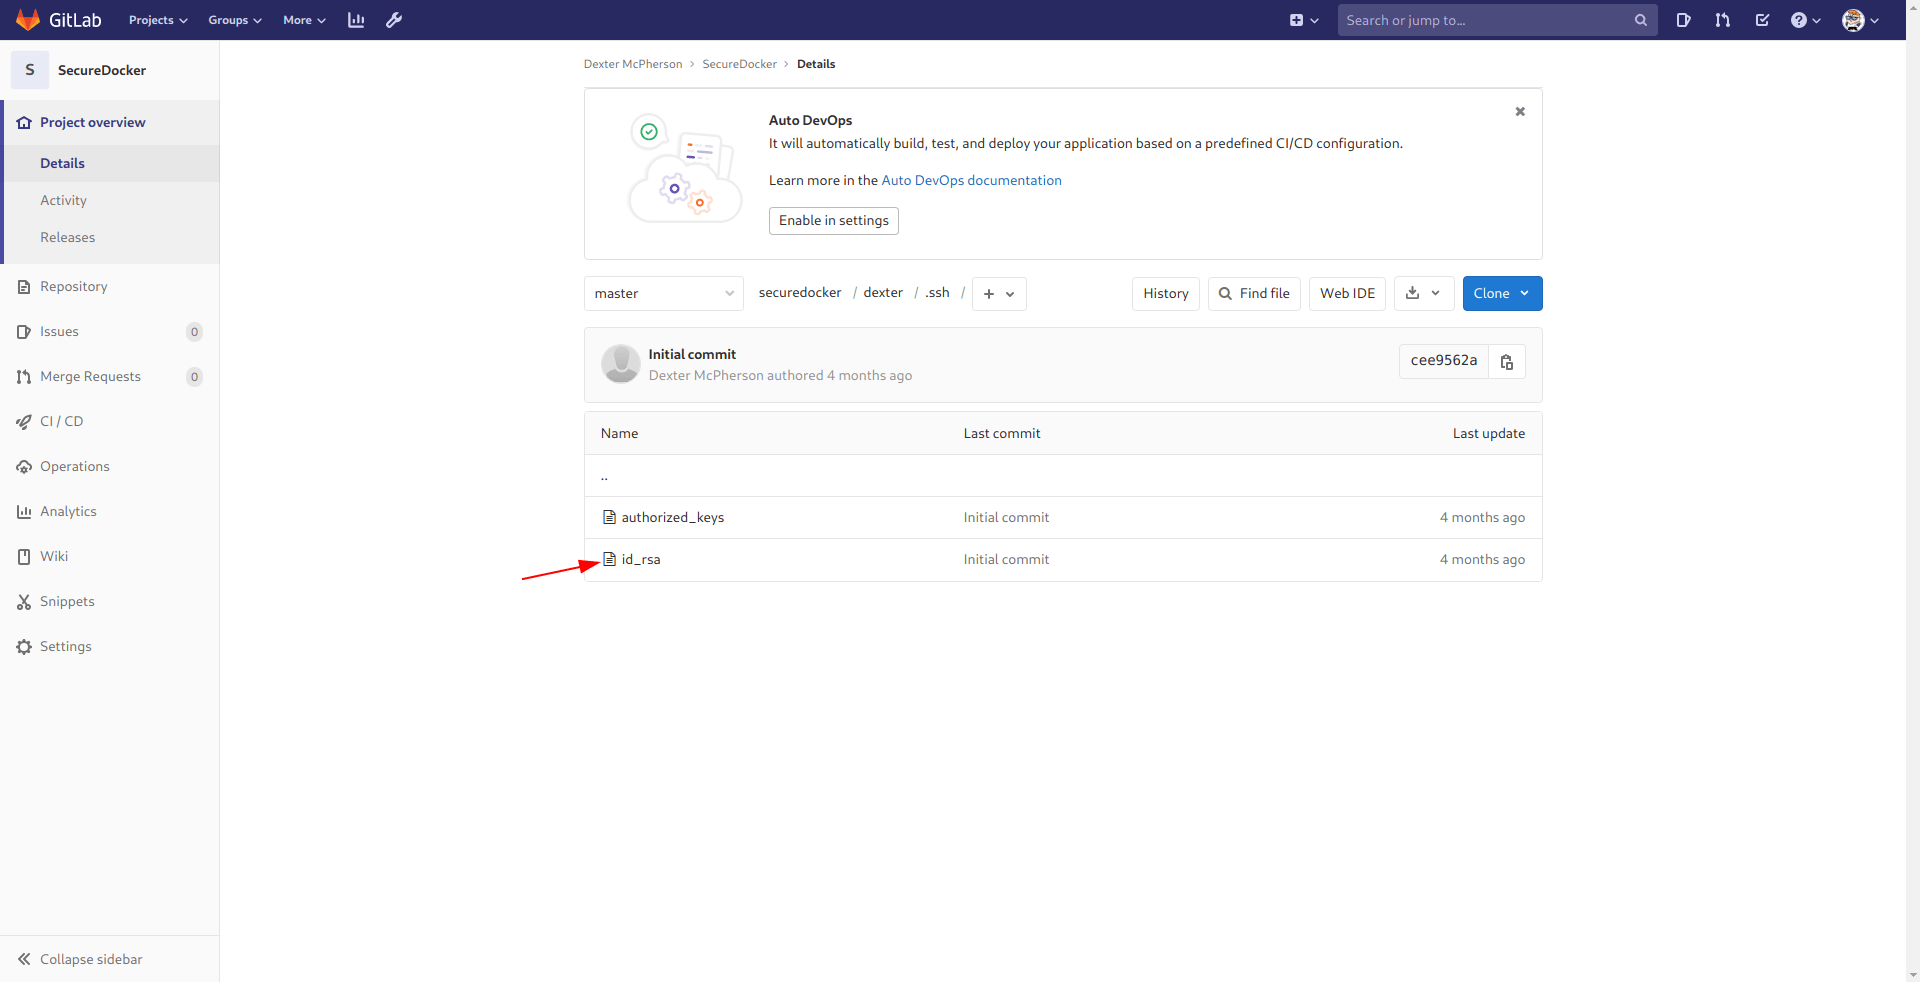 GitLab Projects Groups More Search or jump to...
S SecureDocker
Project overview
Details
Activity
Releases
Repository
Issues 0
Merge Requests 0
CI / CD
Operations
Analytics
Wiki
Snippets
Settings
Collapse sidebar
Dexter McPherson › SecureDocker › Details
Auto DevOps
It will automatically build, test, and deploy your application based on a predefined CI/CD configuration.
Learn more in the Auto DevOps documentation
Enable in settings
master securedocker / dexter / .ssh / + History Find file Web IDE Clone
Initial commit
Dexter McPherson authored 4 months ago
cee9562a
Name Last commit Last update
..
authorized_keys Initial commit 4 months ago
id_rsa Initial commit 4 months ago